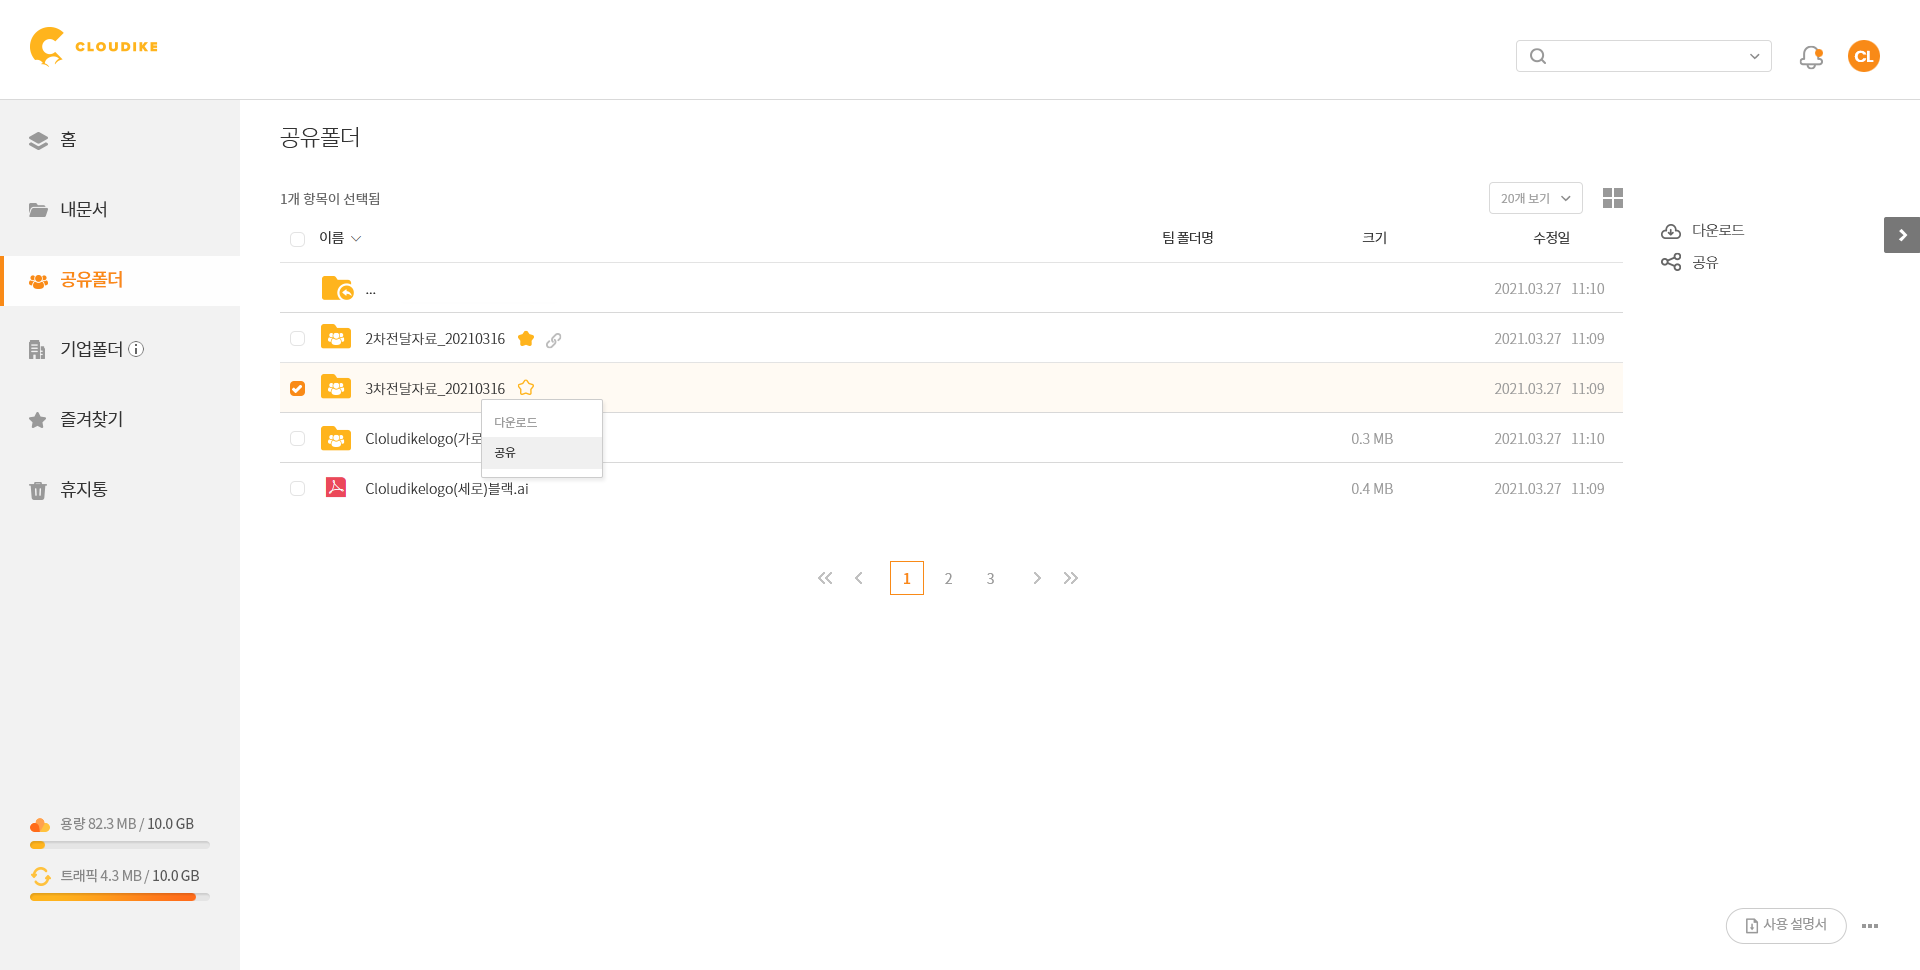 CLOUDIKE
CL
홈
내문서
공유폴더
기업폴더
즐겨찾기
휴지통
용량 82.3 MB / 10.0 GB
트래픽 4.3 MB / 10.0 GB
공유폴더
1개 항목이 선택됨
20개 보기
이름 팀 폴더명 크기 수정일
... 2021.03.27 11:10
2차전달자료_20210316 2021.03.27 11:09
3차전달자료_20210316 2021.03.27 11:09
Cloludikelogo(가로 0.3 MB 2021.03.27 11:10
Cloludikelogo(세로)블랙.ai 0.4 MB 2021.03.27 11:09
다운로드
공유
1 2 3
다운로드
공유
사용 설명서